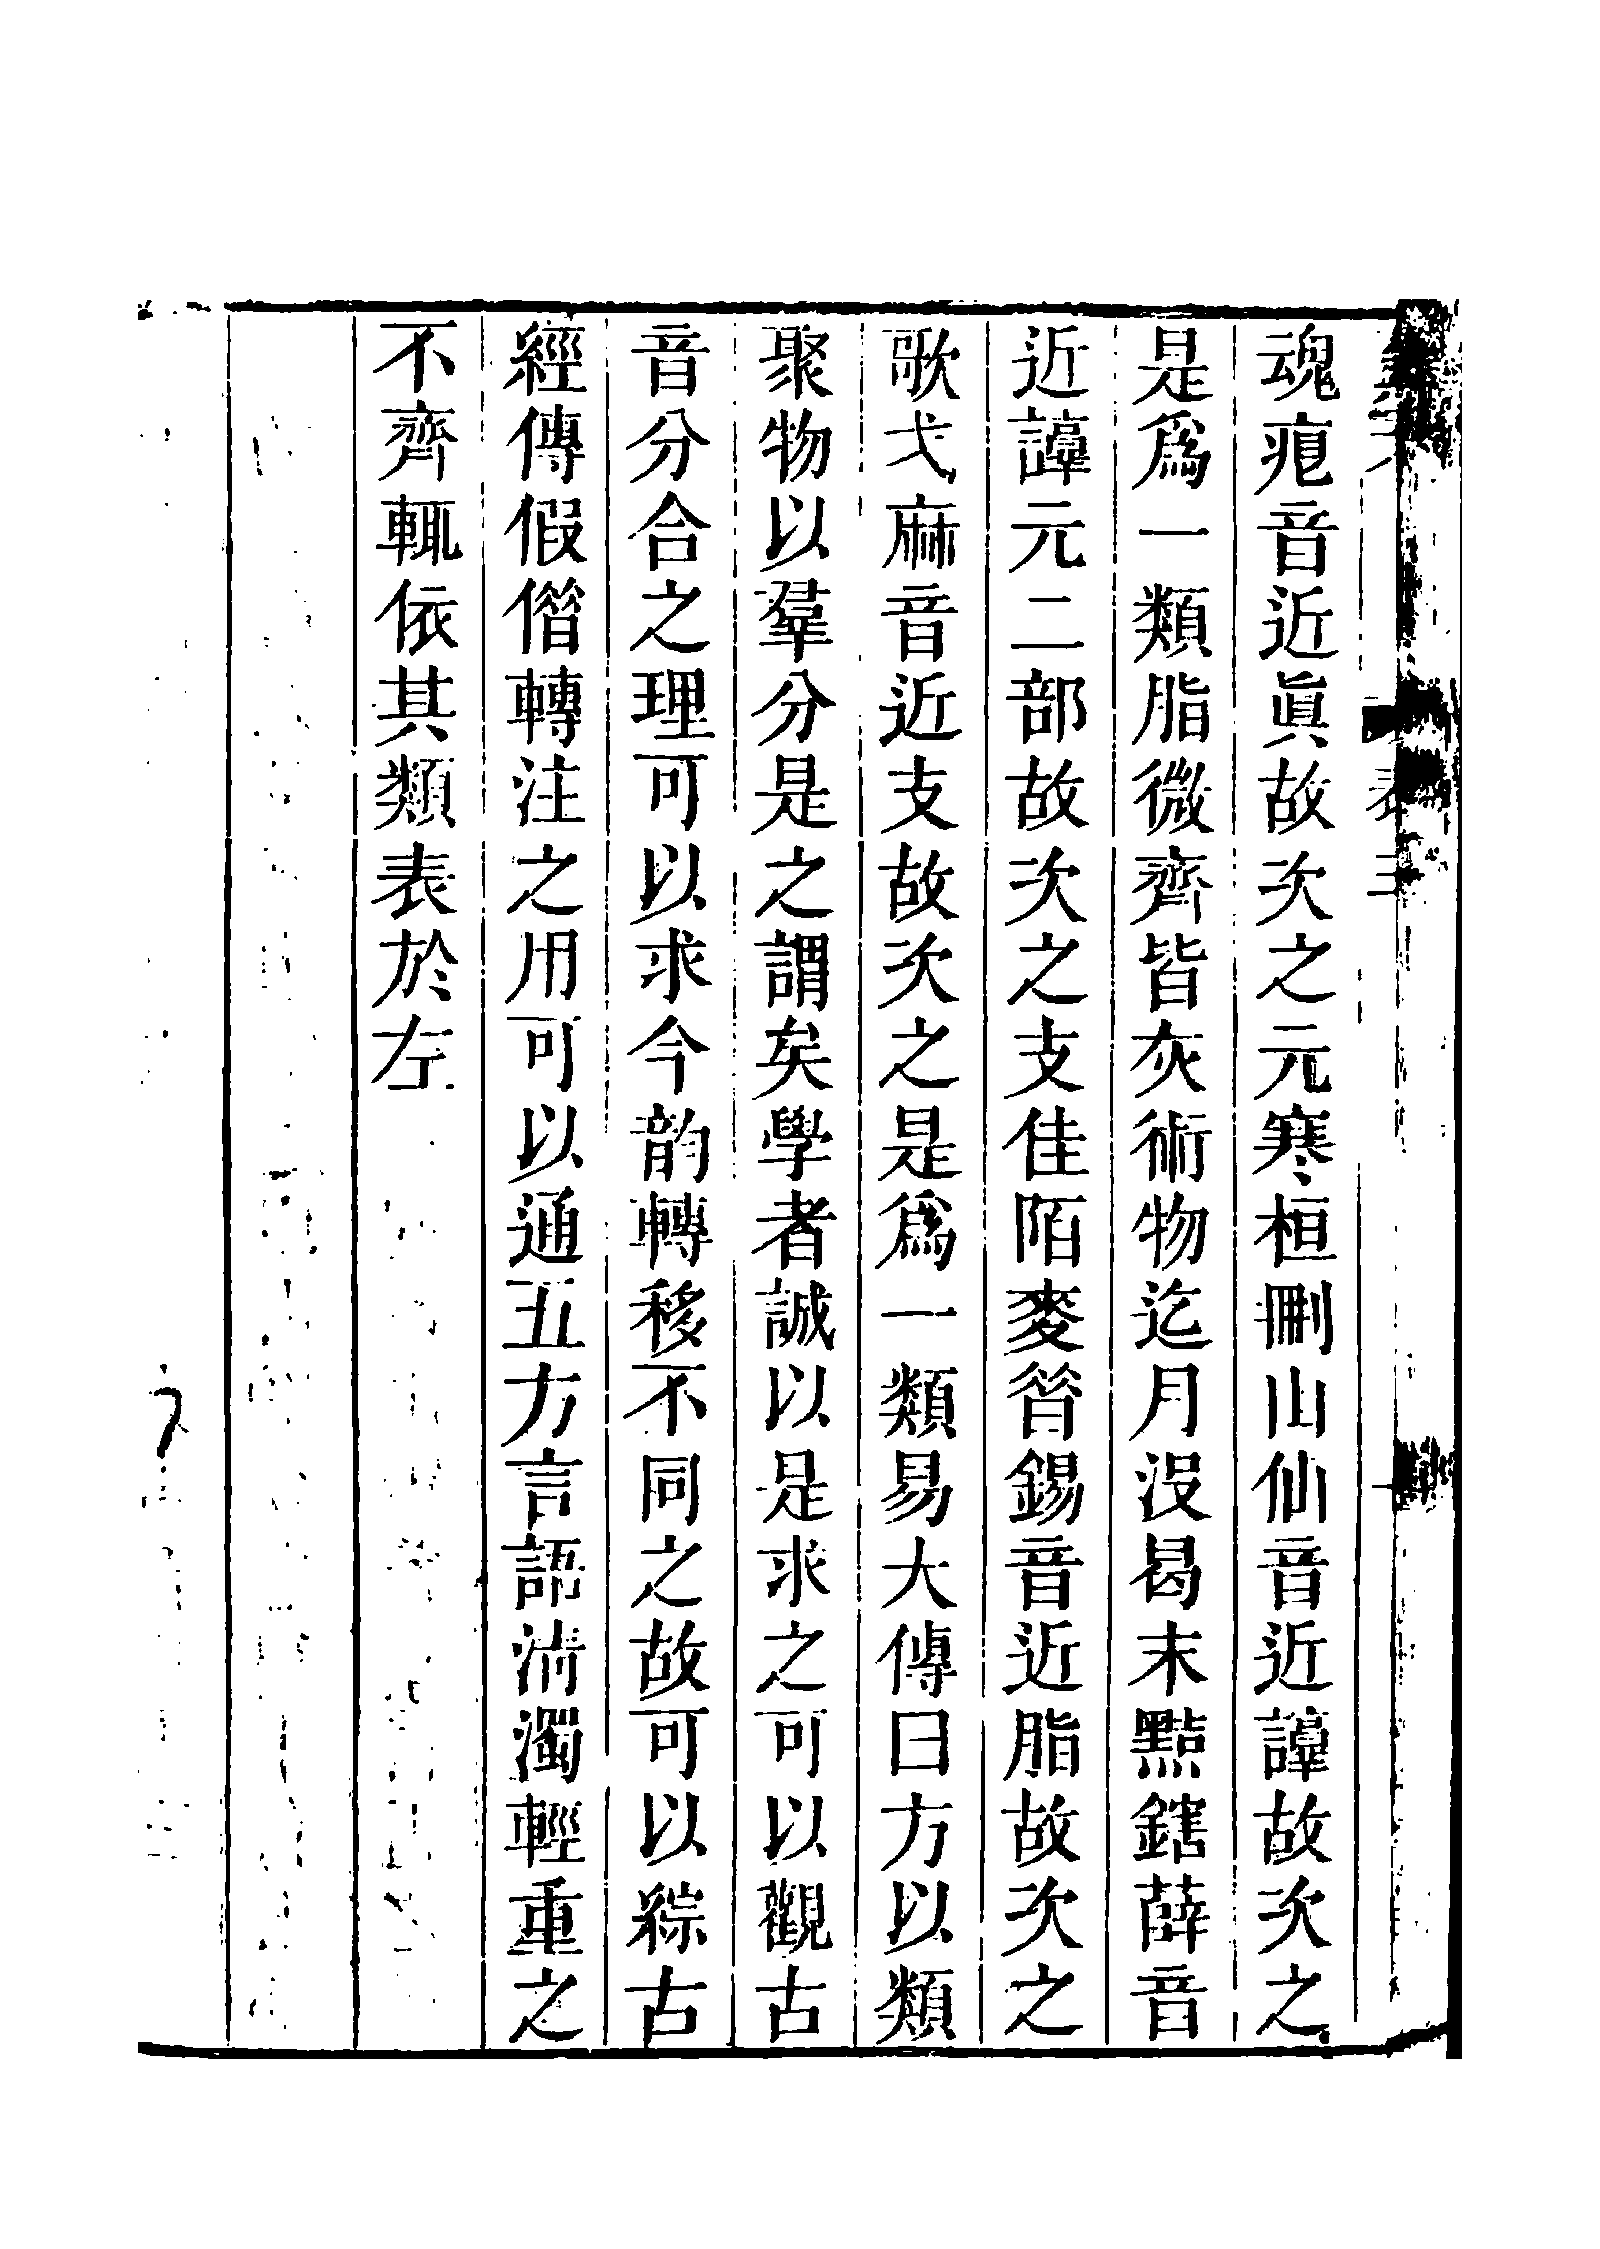 魂痕音近眞故次之元寒桓刪山仙音近諄故次之
是爲一類脂微齊皆灰術物迄月沒曷末黠鎋薛音
近諄元二部故次之支佳陌麥昔錫音近脂故次之
歌戈麻音近支故次之是爲一類易大傳曰方以類
聚物以羣分是之謂矣學者誠以是求之可以觀古
音分合之理可以求今韵轉移不同之故可以綜古
經傳假借轉注之用可以通五方言語淸濁輕重之
不齊輒依其類表於左